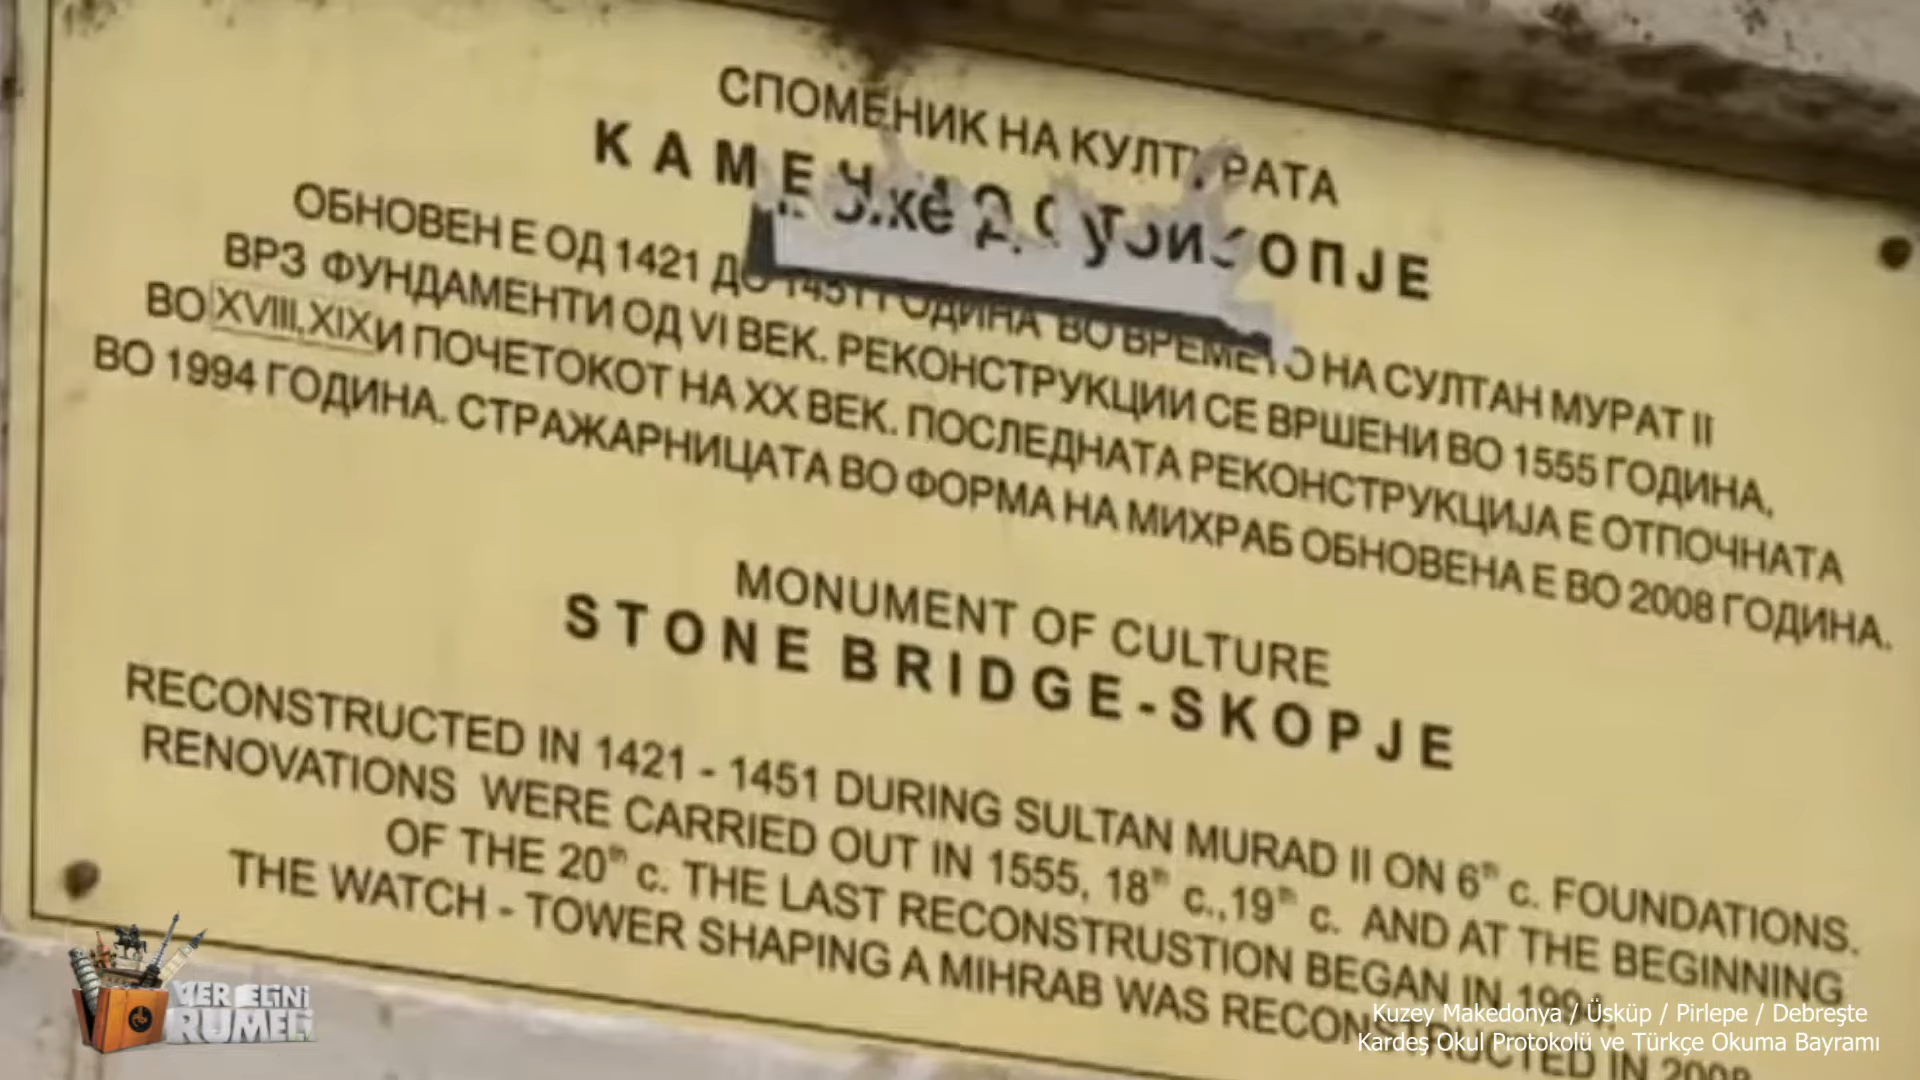 СПОМЕНИК НА КУЛТУРАТА
ОПЈЕ
ОБНОВЕН Е ОД 1421 ДО 1451 ГОДИНА ВО ВРЕМЕТО НА СУЛТАН МУРАТ II
ВРЗ ФУНДАМЕНТИ ОД VI ВЕК. РЕКОНСТРУКЦИИ СЕ ВРШЕНИ ВО 1555 ГОДИНА,
ВО XVIII,XIX И ПОЧЕТОКОТ НА XX ВЕК. ПОСЛЕДНАТА РЕКОНСТРУКЦИЈА Е ОТПОЧНАТА
ВО 1994 ГОДИНА. СТРАЖАРНИЦАТА ВО ФОРМА НА МИХРАБ ОБНОВЕНА Е ВО 2008 ГОДИНА.
MONUMENT OF CULTURE
STONE BRIDGE-SKOPJE
RECONSTRUCTED IN 1421 - 1451 DURING SULTAN MURAD II ON 6th c. FOUNDATIONS.
RENOVATIONS WERE CARRIED OUT IN 1555, 18th c.,19th c. AND AT THE BEGINNING
OF THE 20th c. THE LAST RECONSTRUSTION BEGAN IN 1994.
THE WATCH - TOWER SHAPING A MIHRAB WAS RECONSTRUCTED IN 2008
VER ELİNİ
RUMELİ
Kuzey Makedonya / Üsküp / Pirlepe / Debreşte
Kardeş Okul Protokolü ve Türkçe Okuma Bayramı